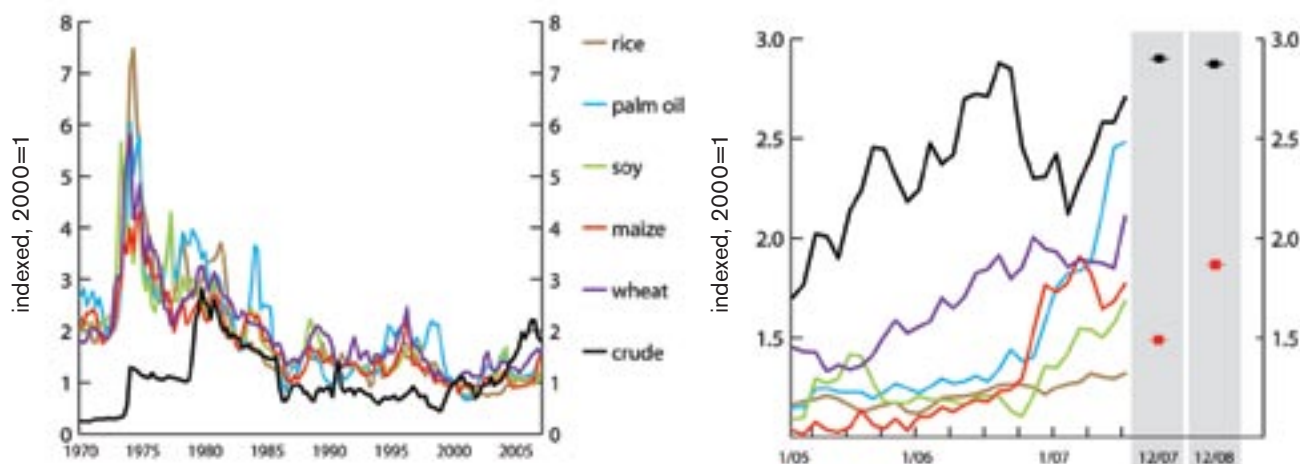 indexed, 2000=1
8
7
6
5
4
3
2
1
0
8
7
6
5
4
3
2
1
0
1970 1975 1980 1985 1990 1995 2000 2005
rice
palm oil
soy
maize
wheat
crude
indexed, 2000=1
3.0
2.5
2.0
1.5
3.0
2.5
2.0
1.5
1/05 1/06 1/07 12/07 12/08